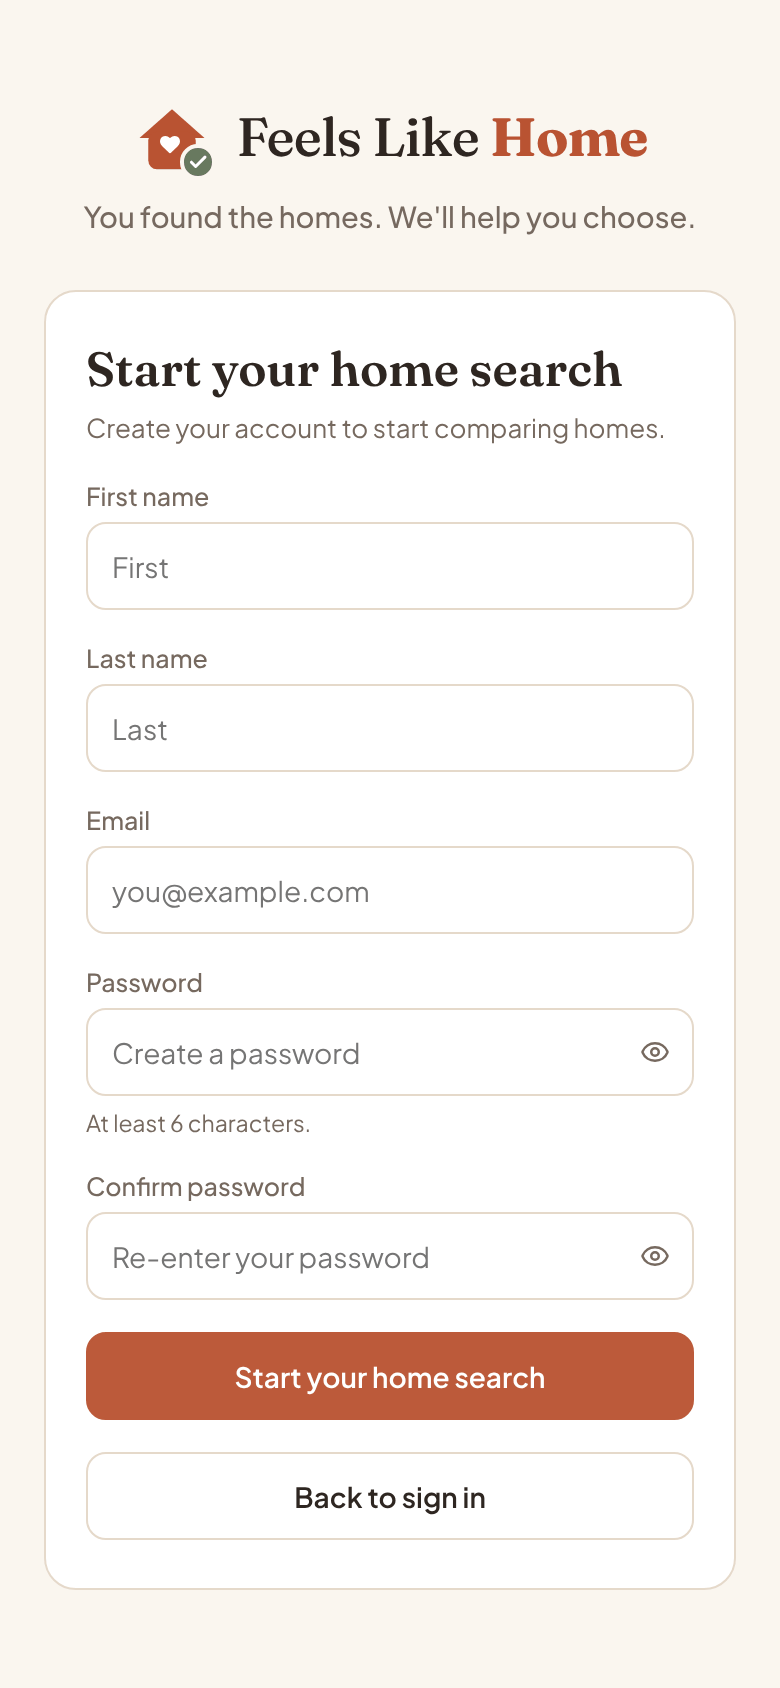 Feels Like Home
You found the homes. We'll help you choose.
Start your home search
Create your account to start comparing homes.
First name
First
Last name
Last
Email
you@example.com
Password
Create a password
At least 6 characters.
Confirm password
Re-enter your password
Start your home search
Back to sign in